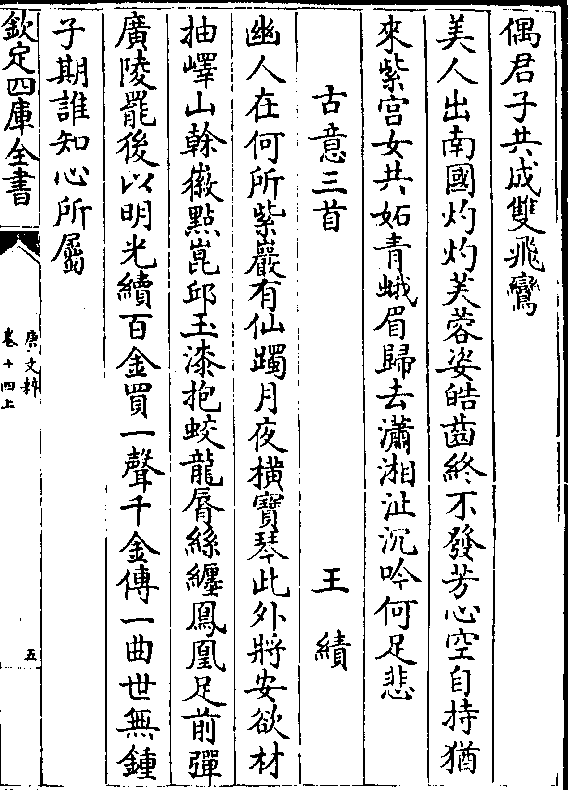 偶君子共成雙飛鸞
美人出南國灼灼芙蓉姿皓齒終不發芳心空自持猶
來紫宫女共妬青蛾眉歸去瀟湘沚沉吟何足悲
古意三首 王績
幽人在何所紫巖有仙躅月夜横寶琴此外將安欲材
抽嶧山榦徽㸃崑邱玉漆抱蛟龍脣絲纒鳳凰足前彈
廣陵罷後以明光續百金買一聲千金傳一曲世無鍾
子期誰知心所屬
欽定四庫全書
唐文粹
卷十四上
五